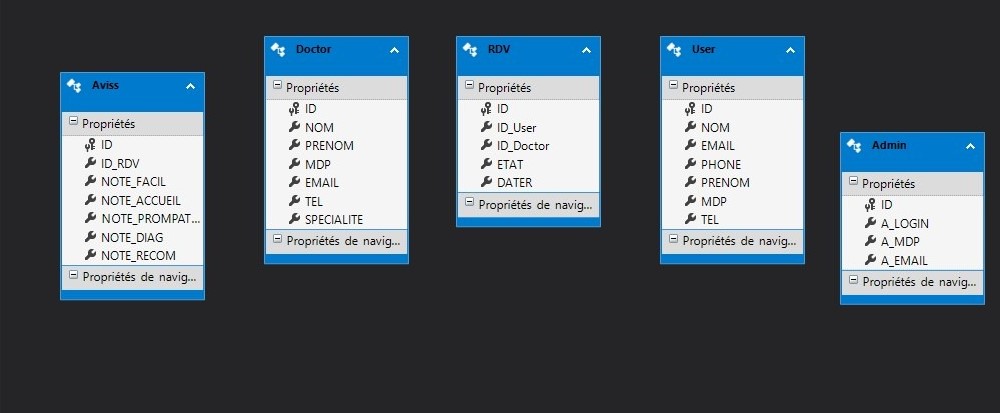 Aviss
Propriétés
ID
ID_RDV
NOTE_FACIL
NOTE_ACCUEIL
NOTE_PROMPAT...
NOTE_DIAG
NOTE_RECOM
Propriétés de navig...
Doctor
Propriétés
ID
NOM
PRENOM
MDP
EMAIL
TEL
SPECIALITE
Propriétés de navig...
RDV
Propriétés
ID
ID_User
ID_Doctor
ETAT
DATER
Propriétés de navig...
User
Propriétés
ID
NOM
EMAIL
PHONE
PRENOM
MDP
TEL
Propriétés de navig...
Admin
Propriétés
ID
A_LOGIN
A_MDP
A_EMAIL
Propriétés de navig...